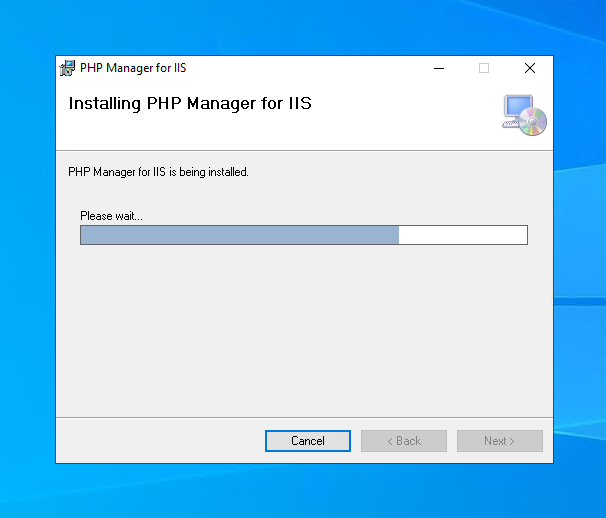 PHP Manager for IIS
Installing PHP Manager for IIS
PHP Manager for IIS is being installed.
Please wait...
Cancel
< Back
Next >